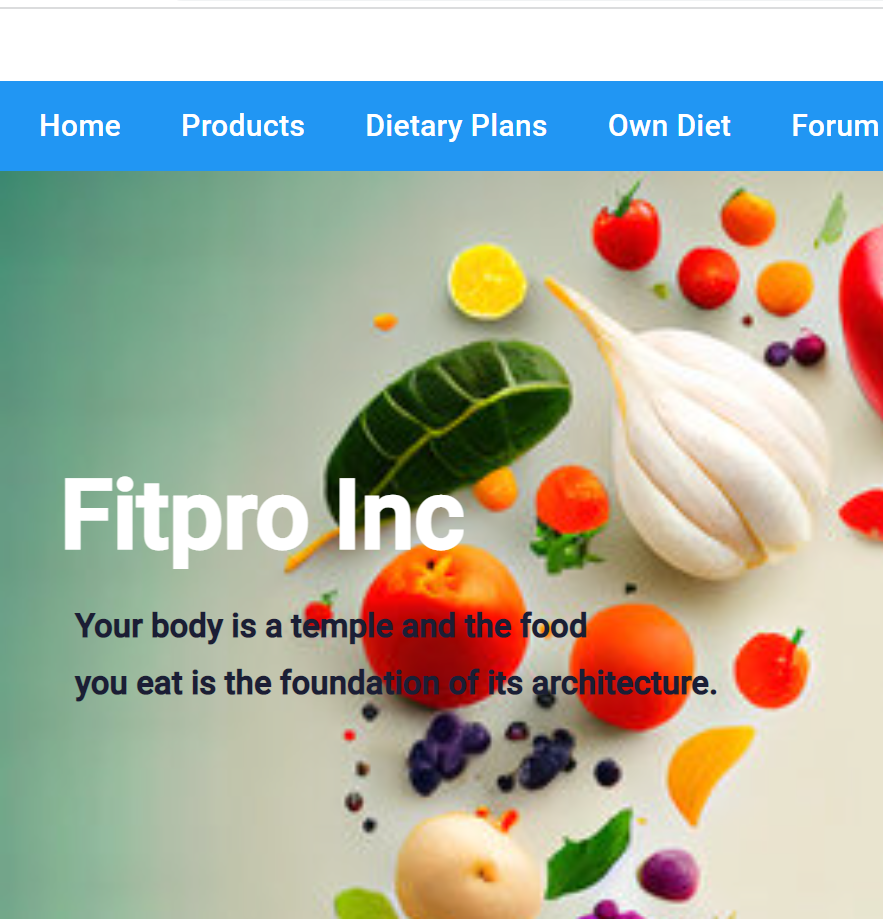 Home Products Dietary Plans Own Diet Forum
Fitpro Inc
Your body is a temple and the food
you eat is the foundation of its architecture.